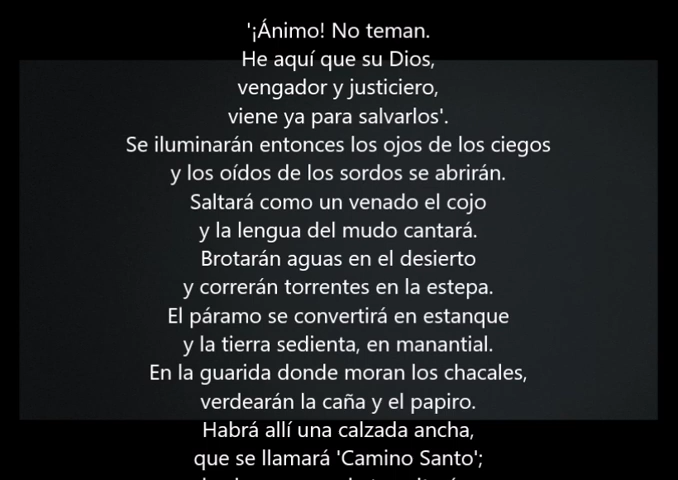 '¡Ánimo! No teman.
He aquí que su Dios,
vengador y justiciero,
viene ya para salvarlos'.
Se iluminarán entonces los ojos de los ciegos
y los oídos de los sordos se abrirán.
Saltará como un venado el cojo
y la lengua del mudo cantará.
Brotarán aguas en el desierto
y correrán torrentes en la estepa.
El páramo se convertirá en estanque
y la tierra sedienta, en manantial.
En la guarida donde moran los chacales,
verdearán la caña y el papiro.
Habrá allí una calzada ancha,
que se llamará 'Camino Santo';